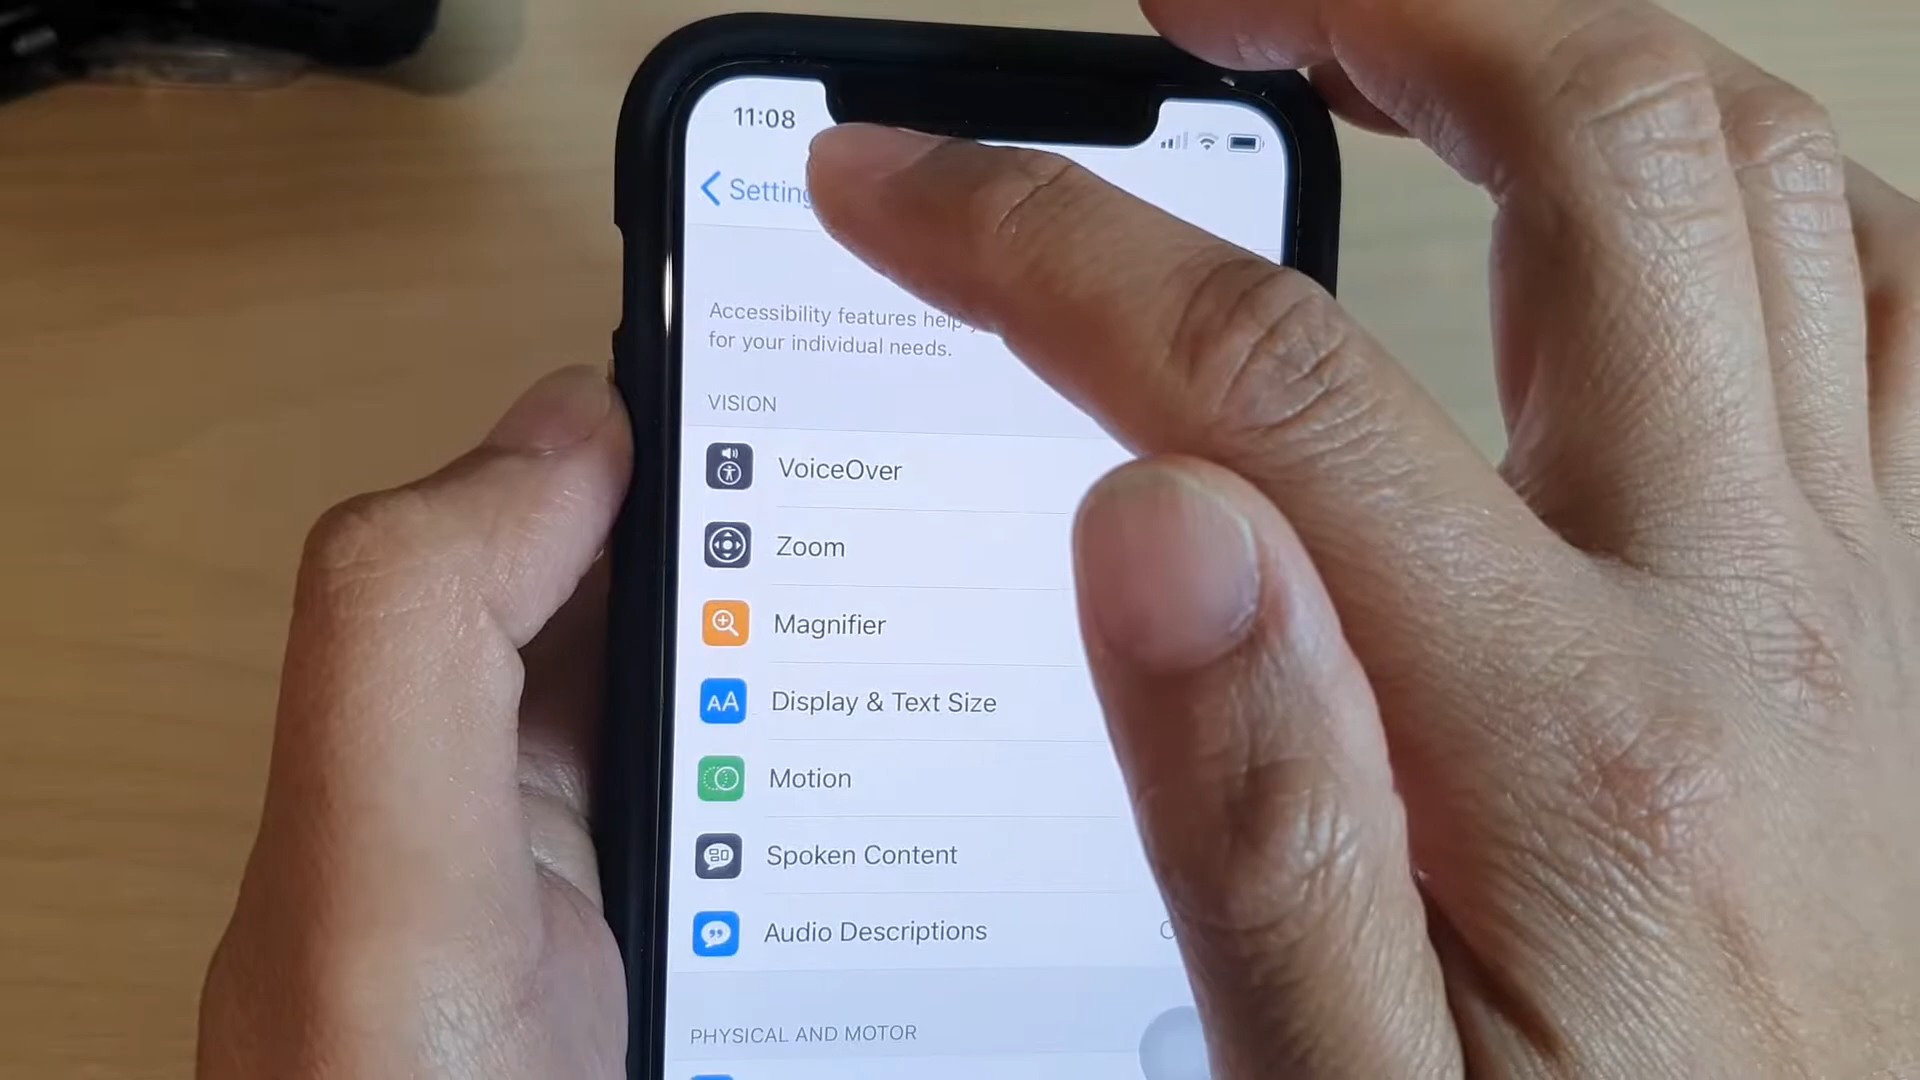 11:08
Accessibility features help
for your individual needs.
VISION
VoiceOver
Zoom
Magnifier
AA Display & Text Size
Motion
Spoken Content
Audio Descriptions
PHYSICAL AND MOTOR